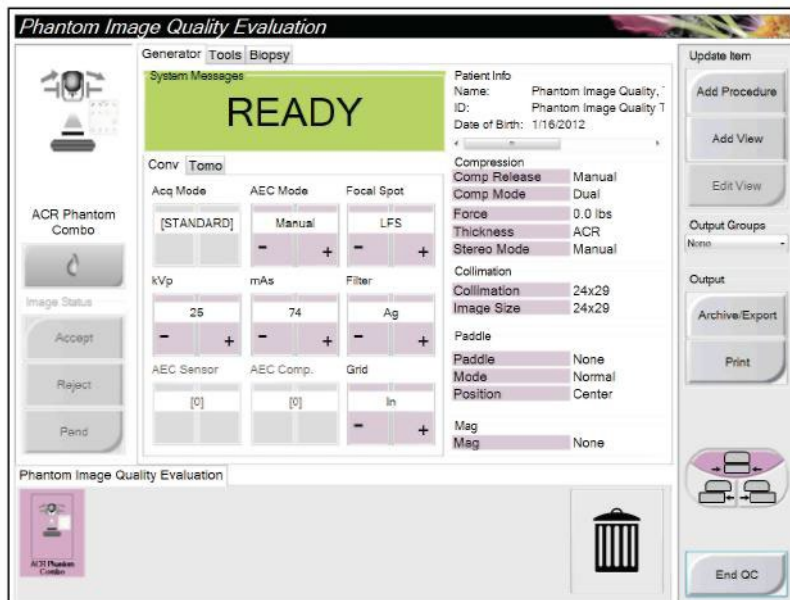 Phantom Image Quality Evaluation
Generator Tools Biopsy
System Messages
READY
Patient Info
Name: Phantom Image Quality,
ID: Phantom Image Quality T
Date of Birth: 1/16/2012
Conv Tomo
Acq Mode AEC Mode Focal Spot
[STANDARD] Manual LFS
- + - +
kVp mAs Filter
25 74 Ag
- + - + - +
AEC Sensor AEC Comp. Grid
[0] [0] In
- +
Compression
Comp Release Manual
Comp Mode Dual
Force 0.0 lbs
Thickness ACR
Stereo Mode Manual
Collimation
Collimation 24x29
Image Size 24x29
Paddle
Paddle None
Mode Normal
Position Center
Mag
Mag None
ACR Phantom
Combo
Image Status
Accept
Reject
Pend
Update Item
Add Procedure
Add View
Edit View
Output Groups
None
Output
Archive/Export
Print
End QC
Phantom Image Quality Evaluation
ACR Phantom
Combo